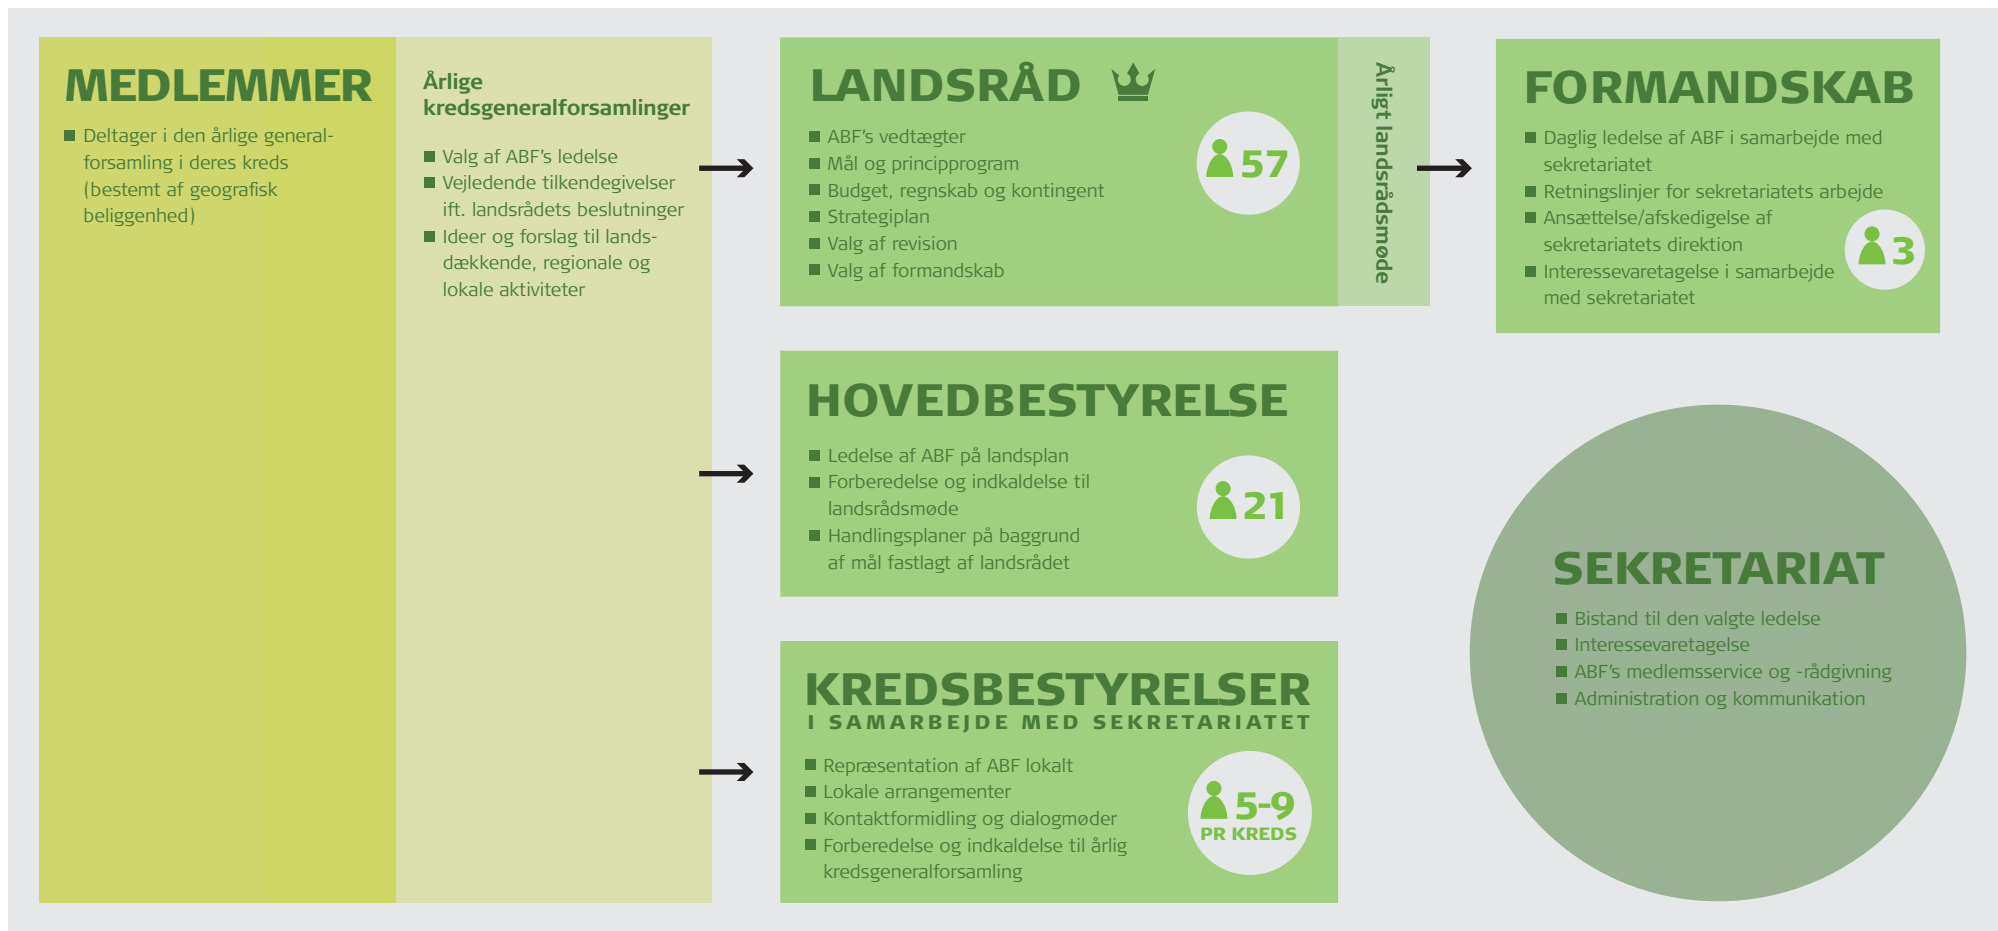 MEDLEMMER
Deltager i den årlige general-
forsamling i deres kreds
(bestemt af geografisk
beliggenhed)
Årlige
kredsgeneralforsamlinger
Valg af ABF's ledelse
Vejledende tilkendegivelser
ift. landsrådets beslutninger
Ideer og forslag til lands-
dækkende, regionale og
lokale aktiviteter
LANDSRÅD
ABF's vedtægter
Mål og principprogram
Budget, regnskab og kontingent
Strategiplan
Valg af revision
Valg af formandskab
57
Årligt landsrådsmøde
FORMANDSKAB
Daglig ledelse af ABF i samarbejde med
sekretariatet
Retningslinjer for sekretariatets arbejde
Ansættelse/afskedigelse af
sekretariatets direktion
Interessevaretagelse i samarbejde
med sekretariatet
3
HOVEDBESTYRELSE
Ledelse af ABF på landsplan
Forberedelse og indkaldelse til
landsrådsmøde
Handlingsplaner på baggrund
af mål fastlagt af landsrådet
21
KREDSBESTYRELSER
I SAMARBEJDE MED SEKRETARIATET
Repræsentation af ABF lokalt
Lokale arrangementer
Kontaktformidling og dialogmøder
Forberedelse og indkaldelse til årlig
kredsgeneralforsamling
5-9
PR KREDS
SEKRETARIAT
Bistand til den valgte ledelse
Interessevaretagelse
ABF's medlemsservice og -rådgivning
Administration og kommunikation